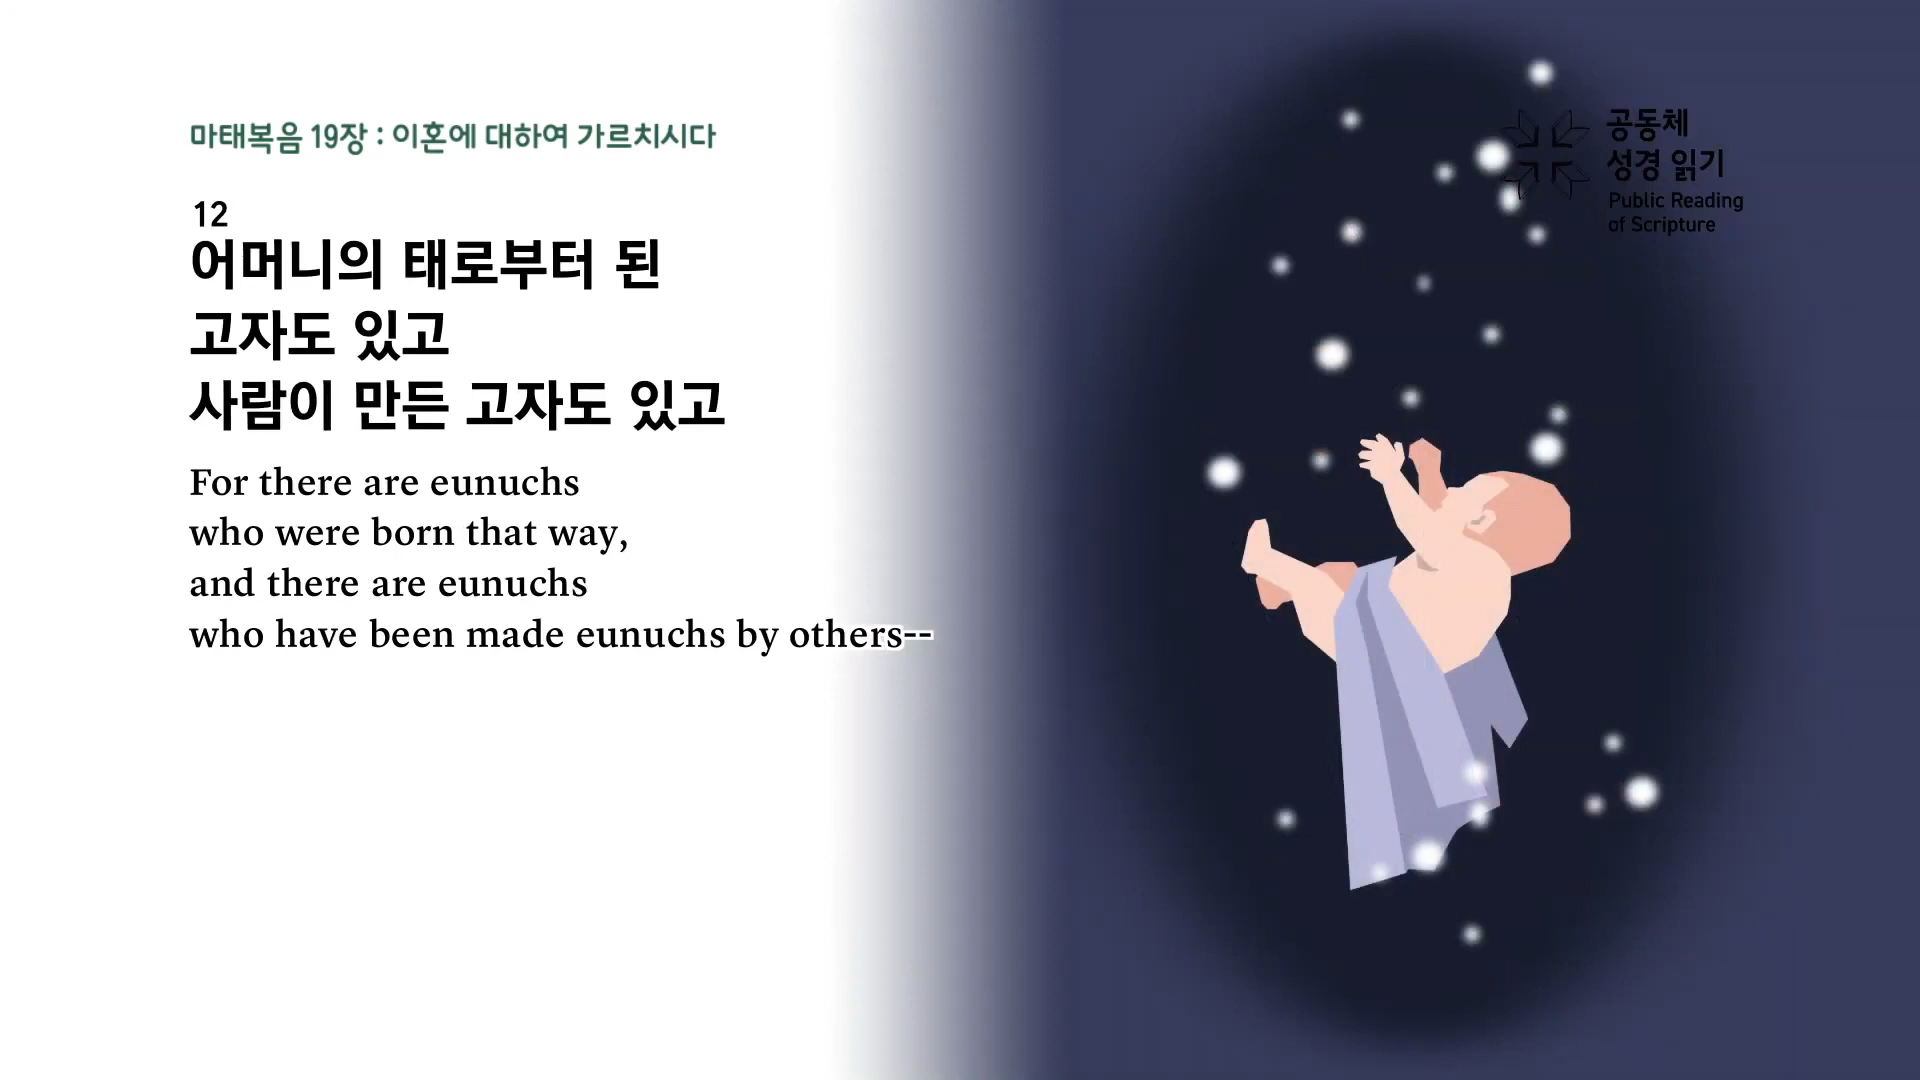 마태복음 19장 : 이혼에 대하여 가르치시다
12
어머니의 태로부터 된
고자도 있고
사람이 만든 고자도 있고
For there are eunuchs
who were born that way,
and there are eunuchs
who have been made eunuchs by others--
공동체
성경 읽기
Public Reading
of Scripture